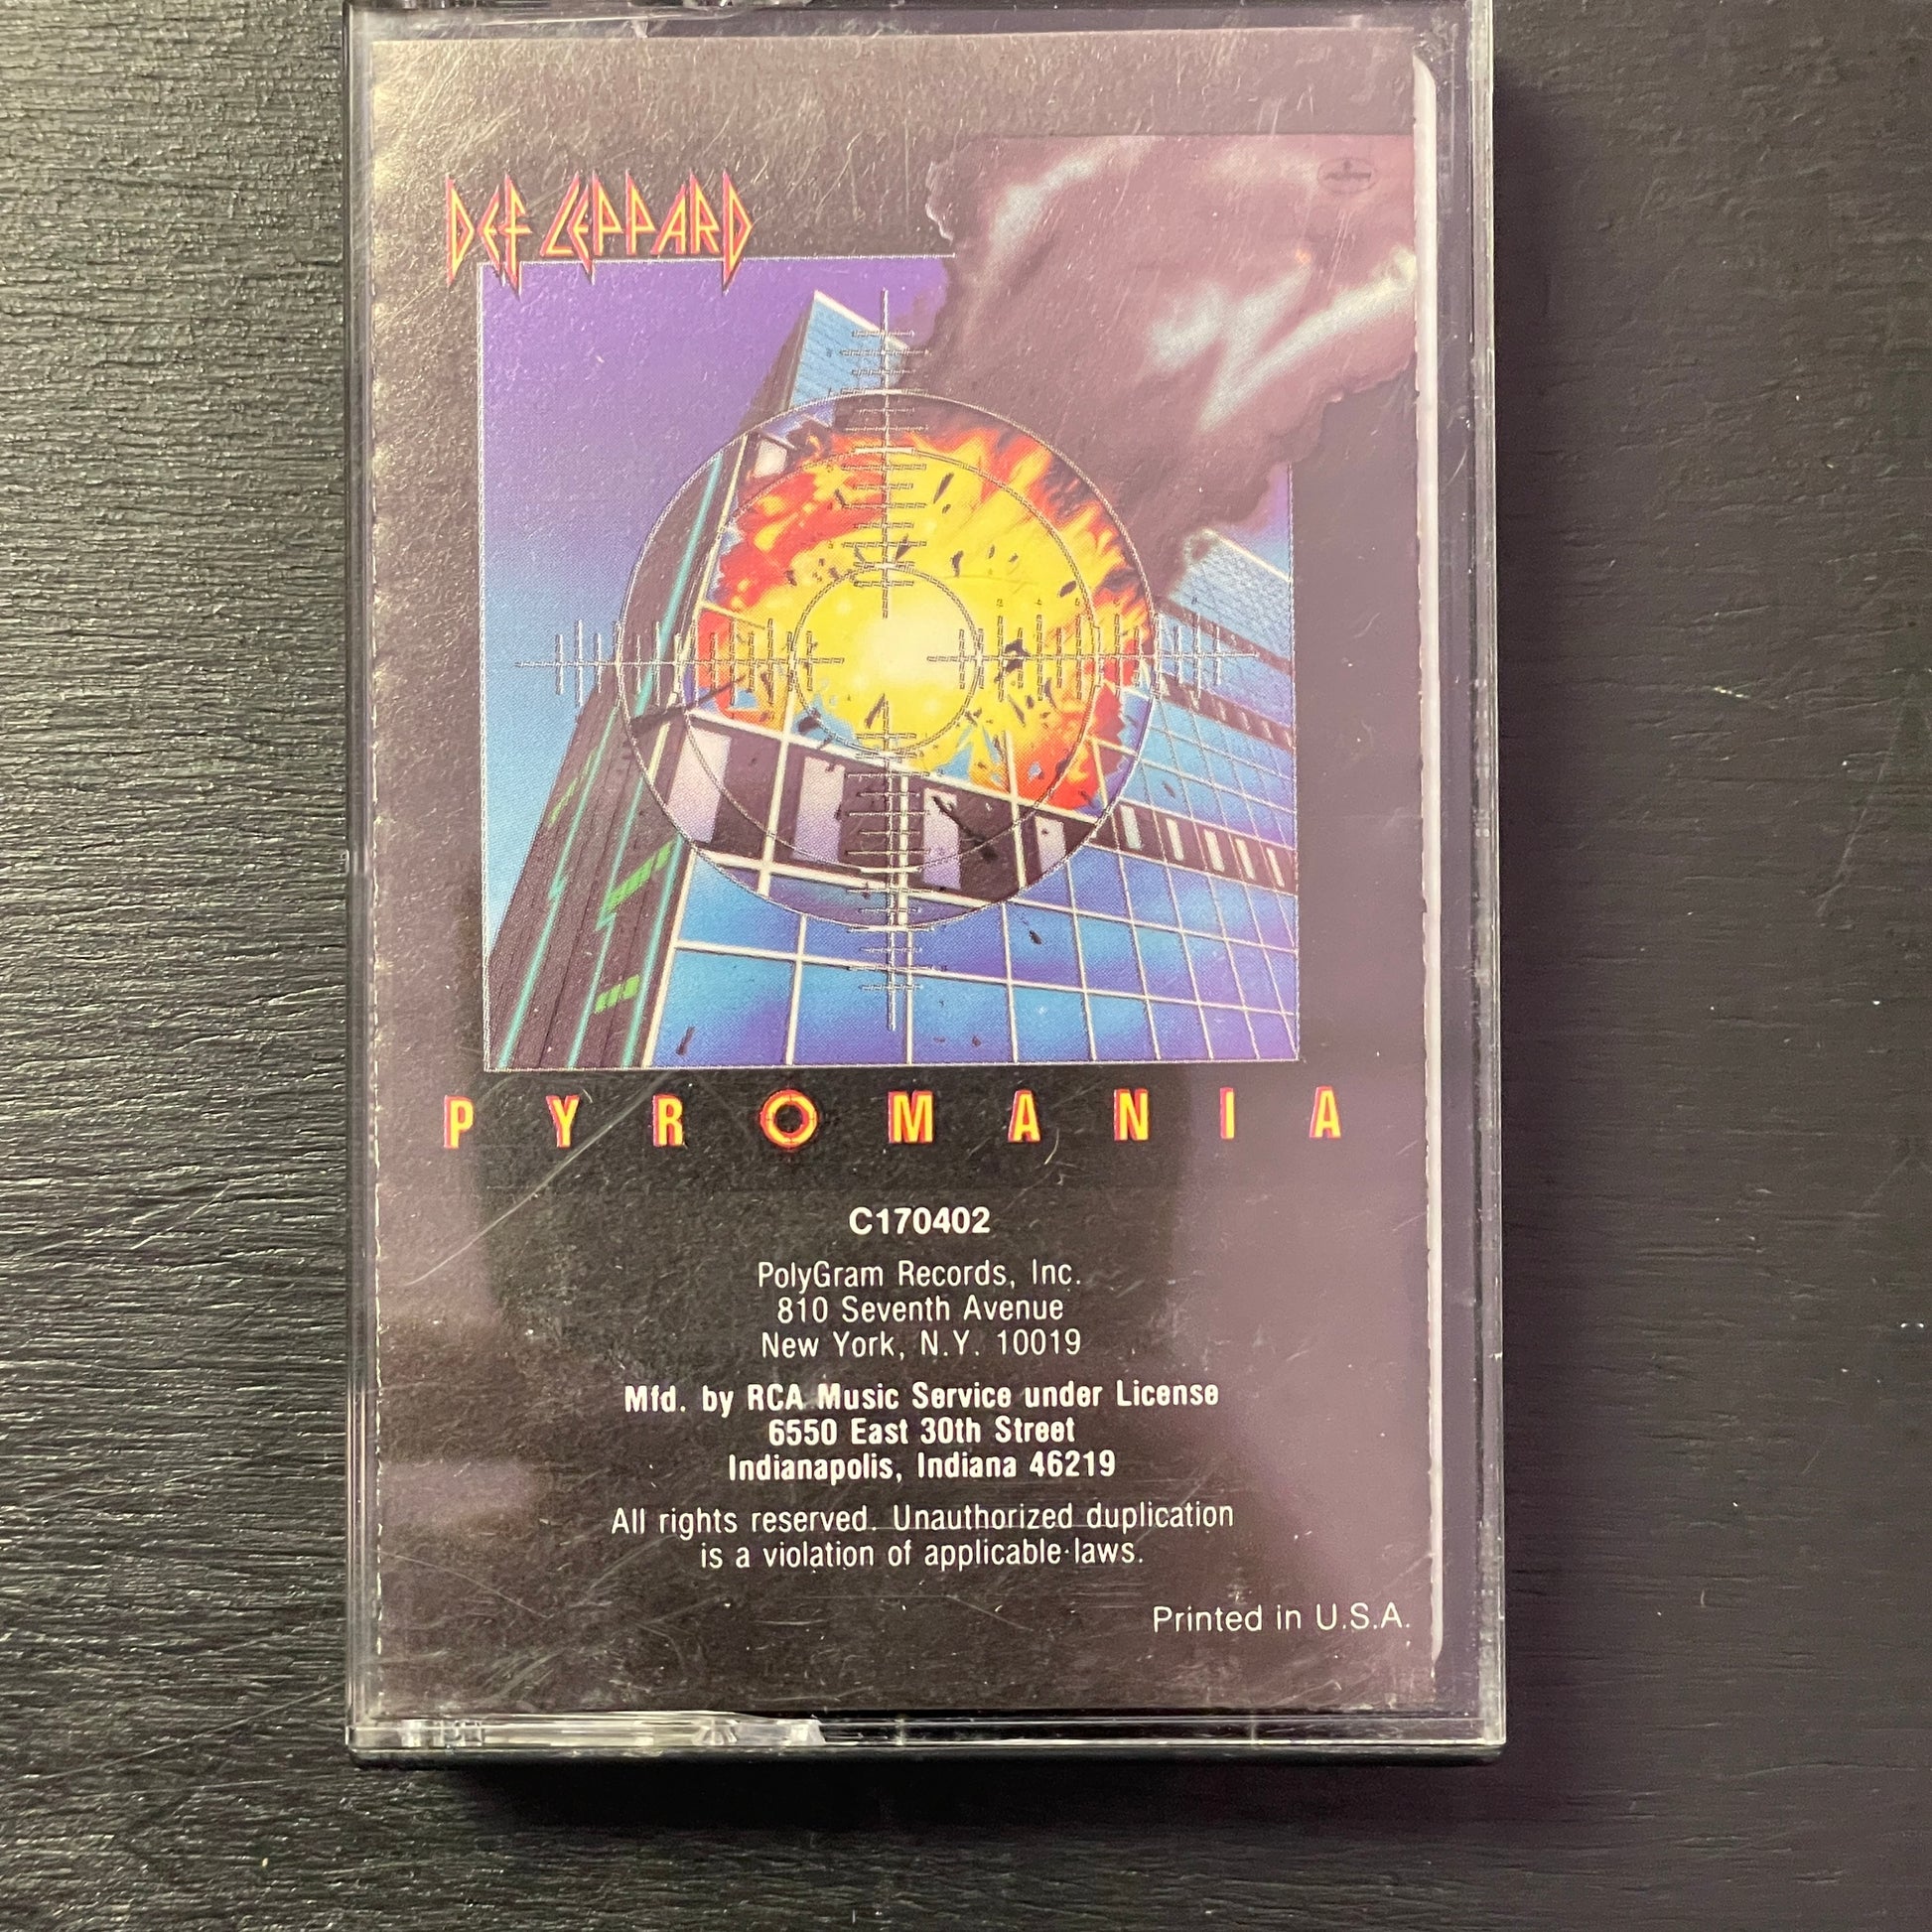 DEF LEPPARD
PYROMANIA
C170402
PolyGram Records, Inc.
810 Seventh Avenue
New York, N.Y. 10019
Mfd. by RCA Music Service under License
6550 East 30th Street
Indianapolis, Indiana 46219
All rights reserved. Unauthorized duplication
is a violation of applicable laws.
Printed in U.S.A.